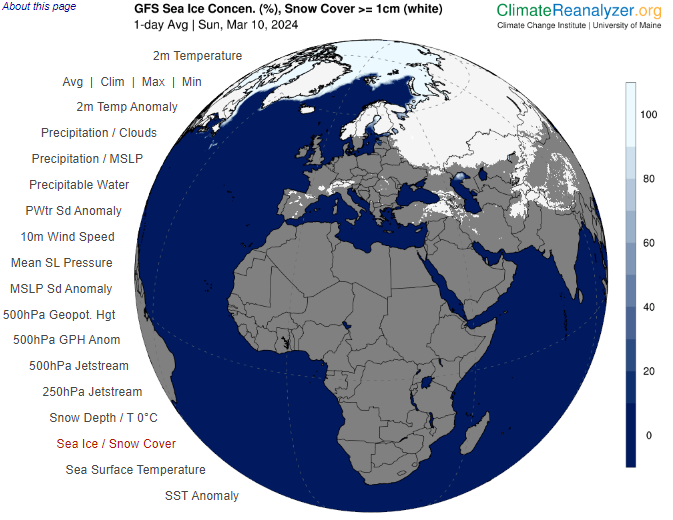 About this page
GFS Sea Ice Concen. (%), Snow Cover >= 1cm (white)
1-day Avg | Sun, Mar 10, 2024
ClimateReanalyzer.org
Climate Change Institute | University of Maine
2m Temperature
Avg | Clim | Max | Min
2m Temp Anomaly
Precipitation / Clouds
Precipitation / MSLP
Precipitable Water
PWtr Sd Anomaly
10m Wind Speed
Mean SL Pressure
MSLP Sd Anomaly
500hPa Geopot. Hgt
500hPa GPH Anom
500hPa Jetstream
250hPa Jetstream
Snow Depth / T 0°C
Sea Ice / Snow Cover
Sea Surface Temperature
SST Anomaly
100
80
60
40
20
0